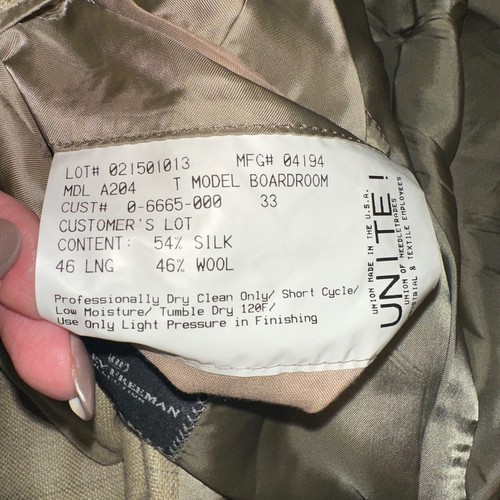 LOT# 021501013 MFG# 04194
MDL A204 T MODEL BOARDROOM
CUST# 0-6665-000 33
CUSTOMER'S LOT
CONTENT: 54% SILK
46 LNG 46% WOOL
Professionally Dry Clean Only/ Short Cycle/
Low Moisture/ Tumble Dry 120F/
Use Only Light Pressure in Finishing
UNITE!
UNION MADE IN THE U.S.A.
UNION OF NEEDLETRADES
& TEXTILE EMPLOYEES
FREEMAN